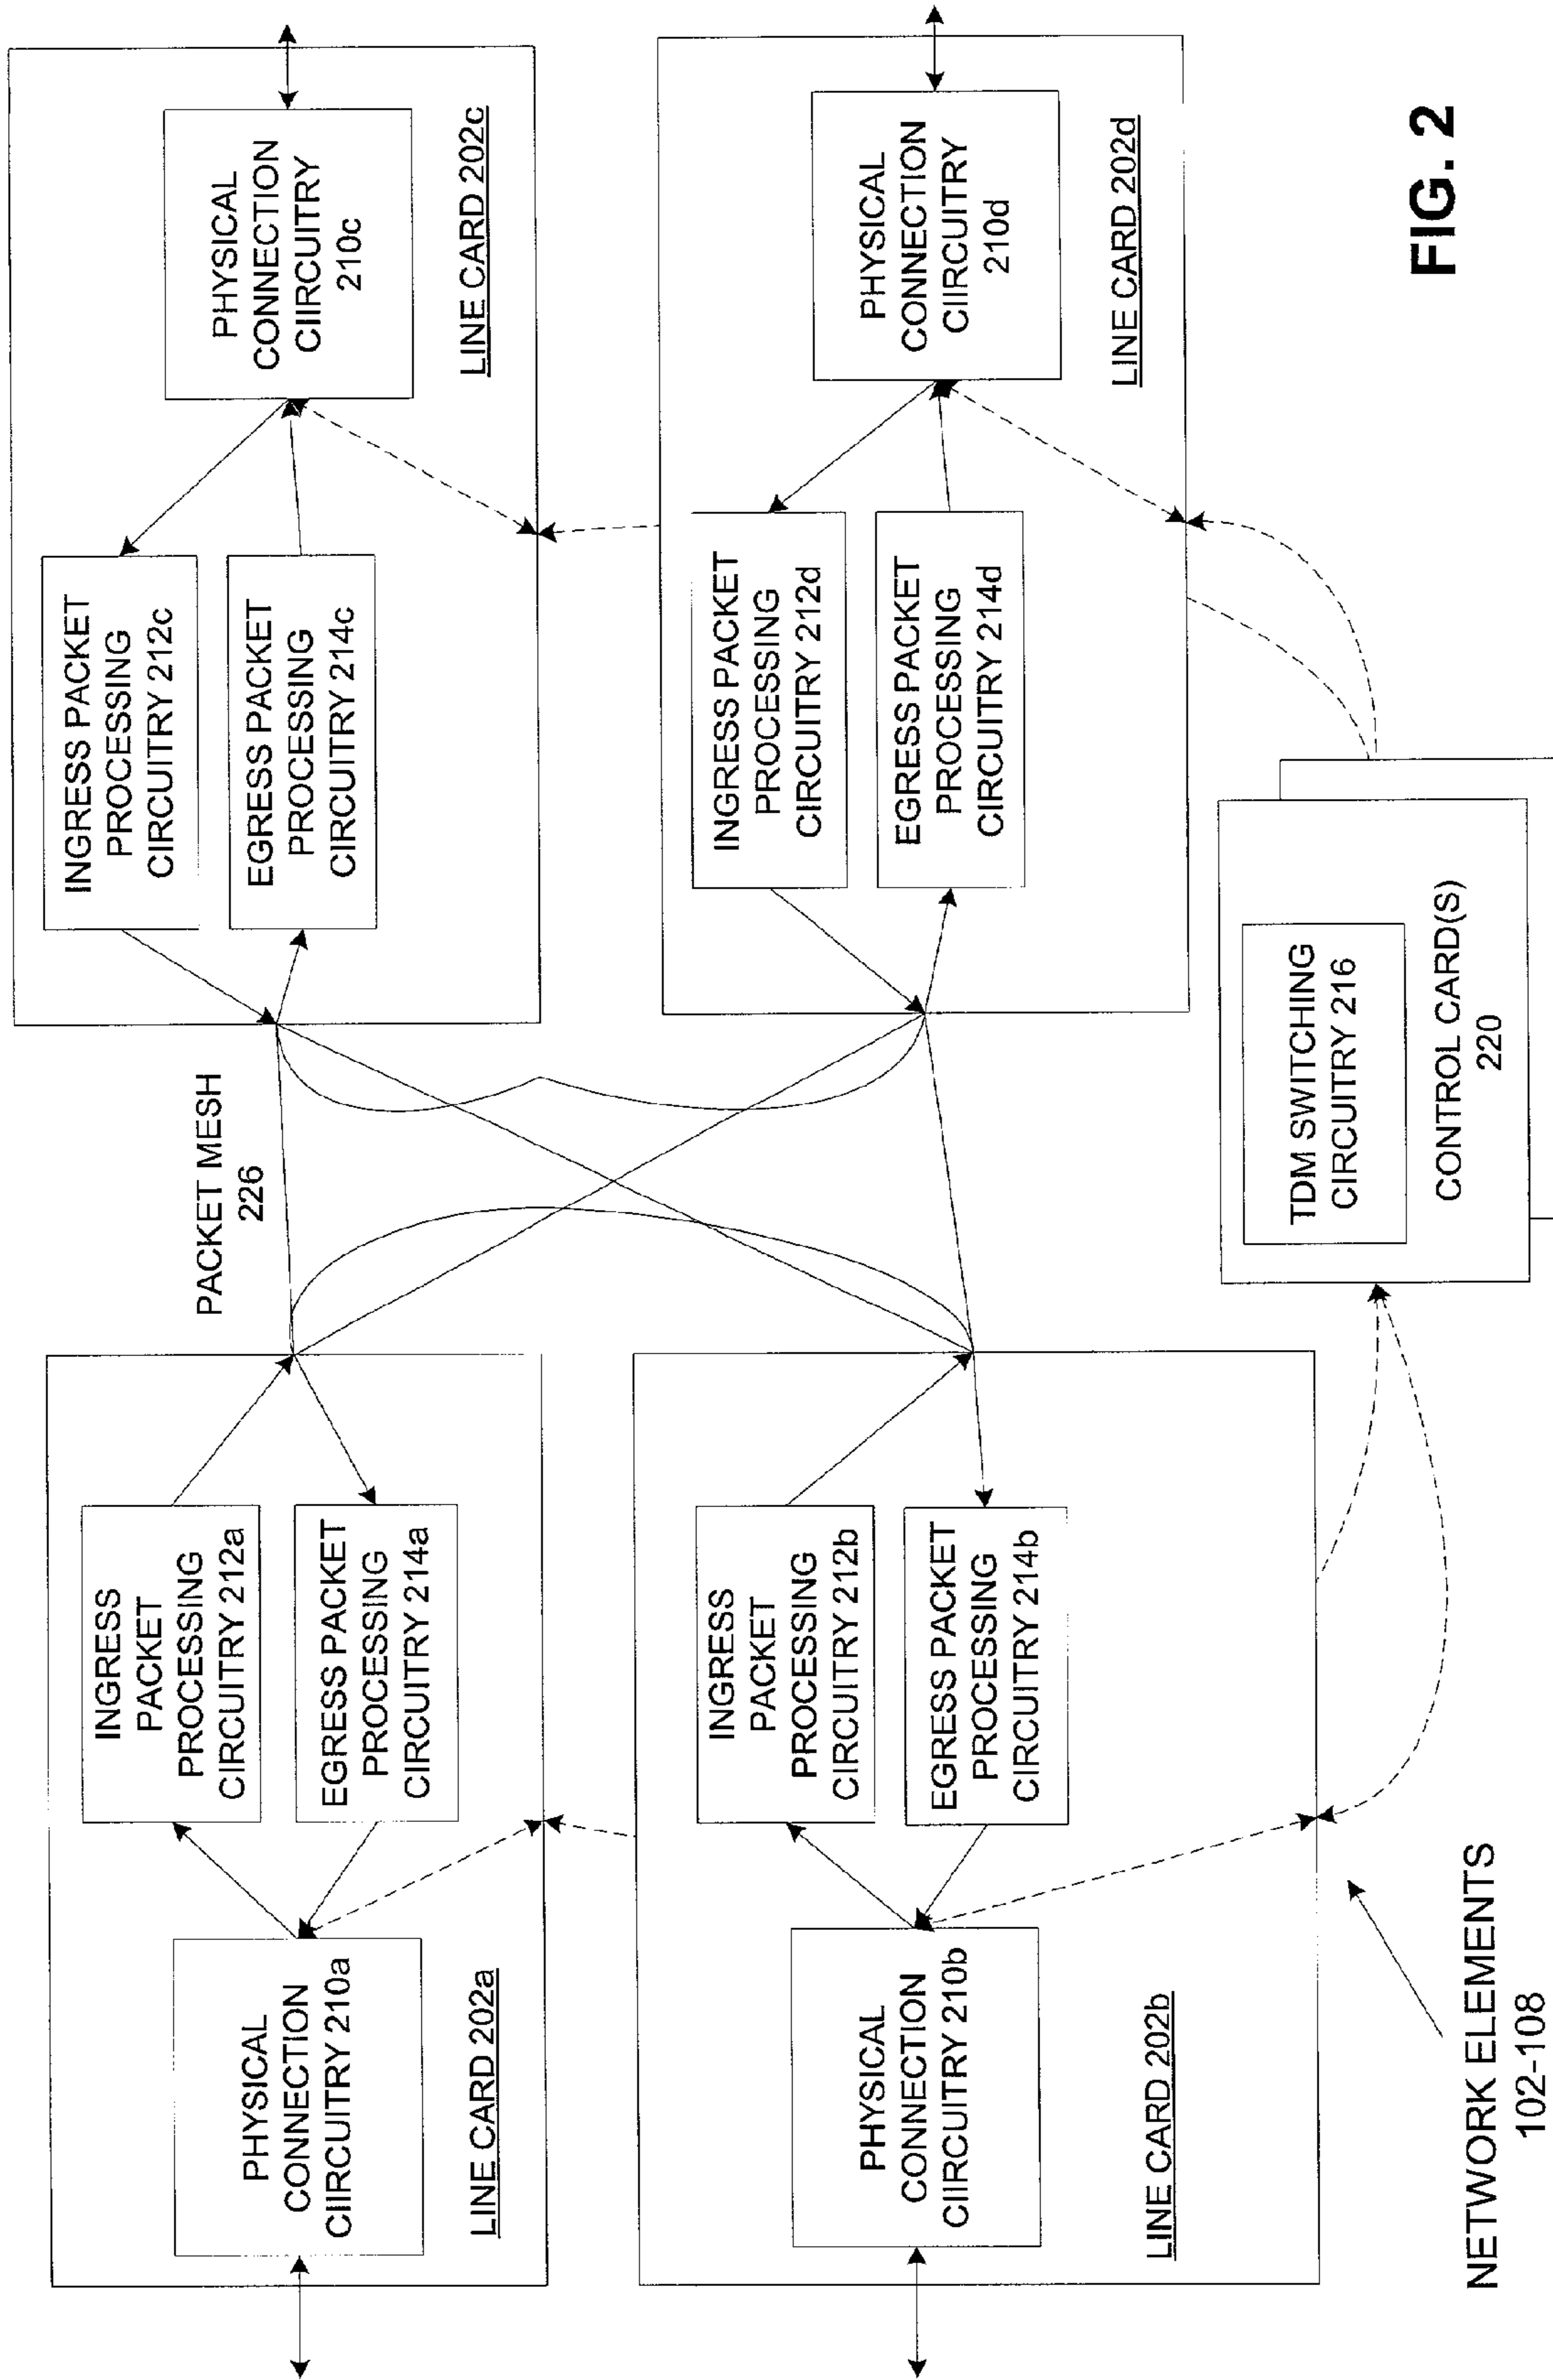 INGRESS
PACKET
PROCESSING
CIRCUITRY 212a
EGRESS PACKET
PROCESSING
CIRCUITRY 214a
PHYSICAL
CONNECTION
CIIRCUITRY 210a
LINE CARD 202a
PACKET MESH
226
INGRESS PACKET
PROCESSING
CIRCUITRY 212c
EGRESS PACKET
PROCESSING
CIRCUITRY 214c
PHYSICAL
CONNECTION
CIIRCUITRY
210c
LINE CARD 202c
INGRESS
PACKET
PROCESSING
CIRCUITRY 212b
EGRESS PACKET
PROCESSING
CIRCUITRY 214b
PHYSICAL
CONNECTION
CIIRCUITRY 210b
LINE CARD 202b
INGRESS PACKET
PROCESSING
CIRCUITRY 212d
EGRESS PACKET
PROCESSING
CIRCUITRY 214d
PHYSICAL
CONNECTION
CIIRCUITRY
210d
LINE CARD 202d
TDM SWITCHING
CIRCUITRY 216
CONTROL CARD(S)
220
NETWORK ELEMENTS
102-108
FIG. 2